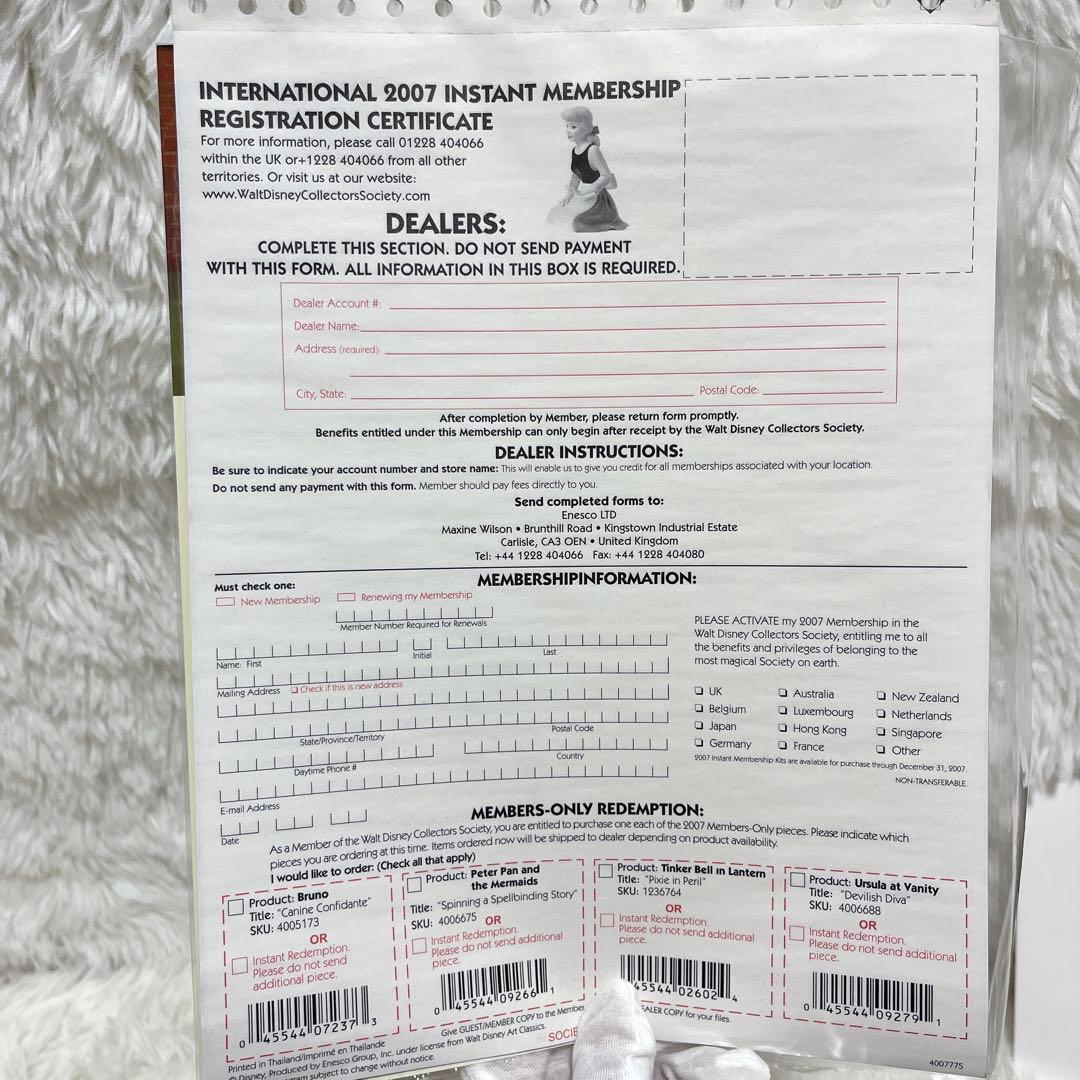 INTERNATIONAL 2007 INSTANT MEMBERSHIP
REGISTRATION CERTIFICATE
For more information, please call 01228 404066
within the UK or+1228 404066 from all other
territories. Or visit us at our website:
www.WaltDisneyCollectorsSociety.com
DEALERS:
COMPLETE THIS SECTION. DO NOT SEND PAYMENT
WITH THIS FORM. ALL INFORMATION IN THIS BOX IS REQUIRED.
Dealer Account #:
Dealer Name:
Address (required):
City, State: Postal Code:
After completion by Member, please return form promptly.
Benefits entitled under this Membership can only begin after receipt by the Walt Disney Collectors Society.
DEALER INSTRUCTIONS:
Be sure to indicate your account number and store name: This will enable us to give you credit for all memberships associated with your location.
Do not send any payment with this form. Member should pay fees directly to you.
Send completed forms to:
Enesco LTD
Maxine Wilson • Brunthill Road • Kingstown Industrial Estate
Carlisle, CA3 OEN • United Kingdom
Tel: +44 1228 404066 Fax: +44 1228 404080
MEMBERSHIPINFORMATION:
Must check one:
New Membership Renewing my Membership
Member Number Required for Renewals
Name: First Initial Last
Mailing Address Check if this is new address
State/Province/Territory Postal Code
Daytime Phone # Country
E-mail Address
Date
PLEASE ACTIVATE my 2007 Membership in the
Walt Disney Collectors Society, entitling me to all
the benefits and privileges of belonging to the
most magical Society on earth.
UK Australia New Zealand
Belgium Luxembourg Netherlands
Japan Hong Kong Singapore
Germany France Other
2007 Instant Membership Kits are available for purchase through December 31, 2007.
NON-TRANSFERABLE.
MEMBERS-ONLY REDEMPTION:
As a Member of the Walt Disney Collectors Society, you are entitled to purchase one each of the 2007 Members-Only pieces. Please indicate which
pieces you are ordering at this time. Items ordered now will be shipped to dealer depending on product availability.
I would like to order: (Check all that apply)
Product: Bruno
Title: "Canine Confidante"
SKU: 4005173
OR
Instant Redemption.
Please do not send
additional piece.
0 45544 07237 3
Product: Peter Pan and
the Mermaids
Title: "Spinning a Spellbinding Story"
SKU: 4006675 OR
Instant Redemption.
Please do not send additional
piece.
0 45544 09266 1
Product: Tinker Bell in Lantern
Title: "Pixie in Peril"
SKU: 1236764
OR
Instant Redemption.
Please do not send additional
piece.
45544 02602 4
Product: Ursula at Vanity
Title: "Devilish Diva"
SKU: 4006688
OR
Instant Redemption.
Please do not send additional
piece.
0 45544 09279 1
Give GUEST/MEMBER COPY to the Member
EALER COPY for your files.
Printed in Thailand/Imprimé en Thaïlande
© Disney, Produced by Enesco Group, Inc. under license from Walt Disney Art Classics.
gram subject to change without notice.
SOCIE
4007775